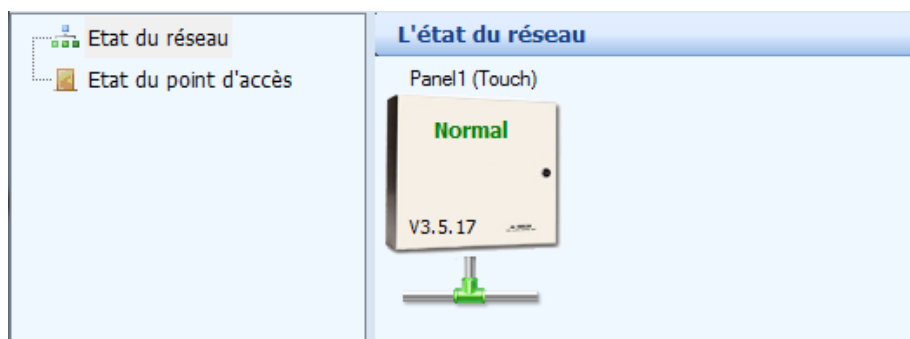 Etat du réseau
Etat du point d'accès
L'état du réseau
Panel1 (Touch)
Normal
V3.5.17